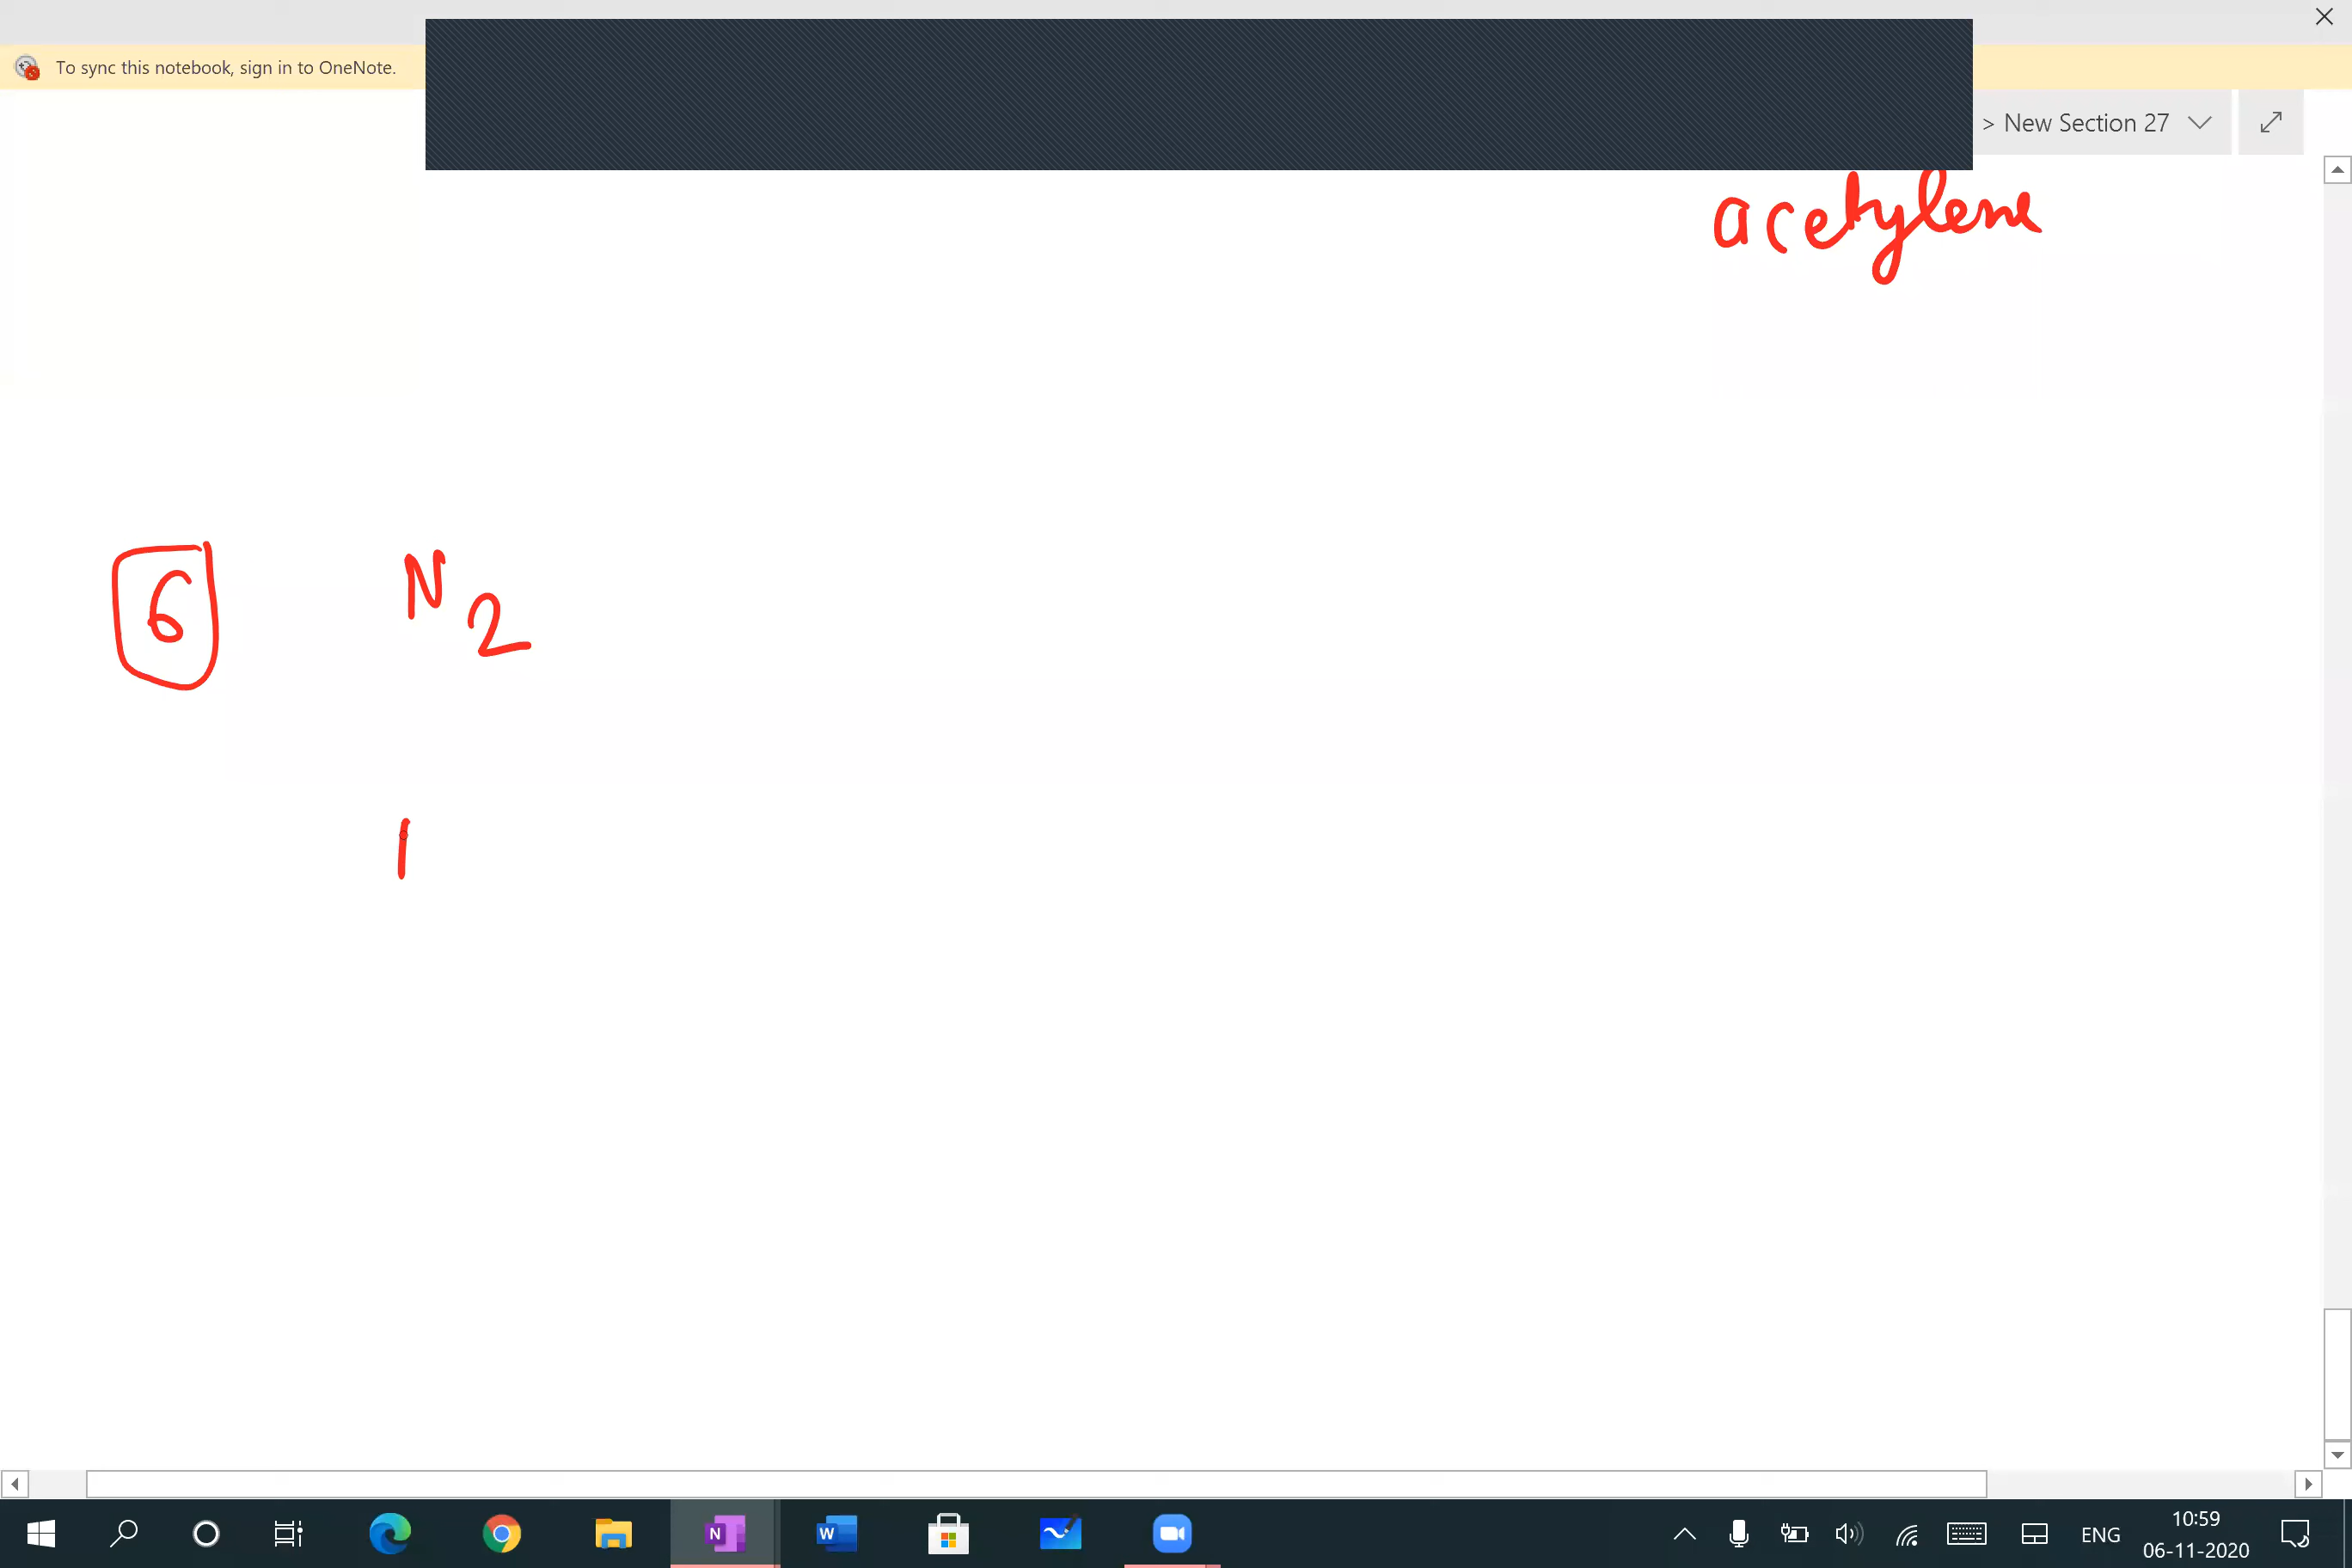 To sync this notebook, sign in to OneNote.
> New Section 27
acetylene
6 N2
1
ENG
10:59
06-11-2020